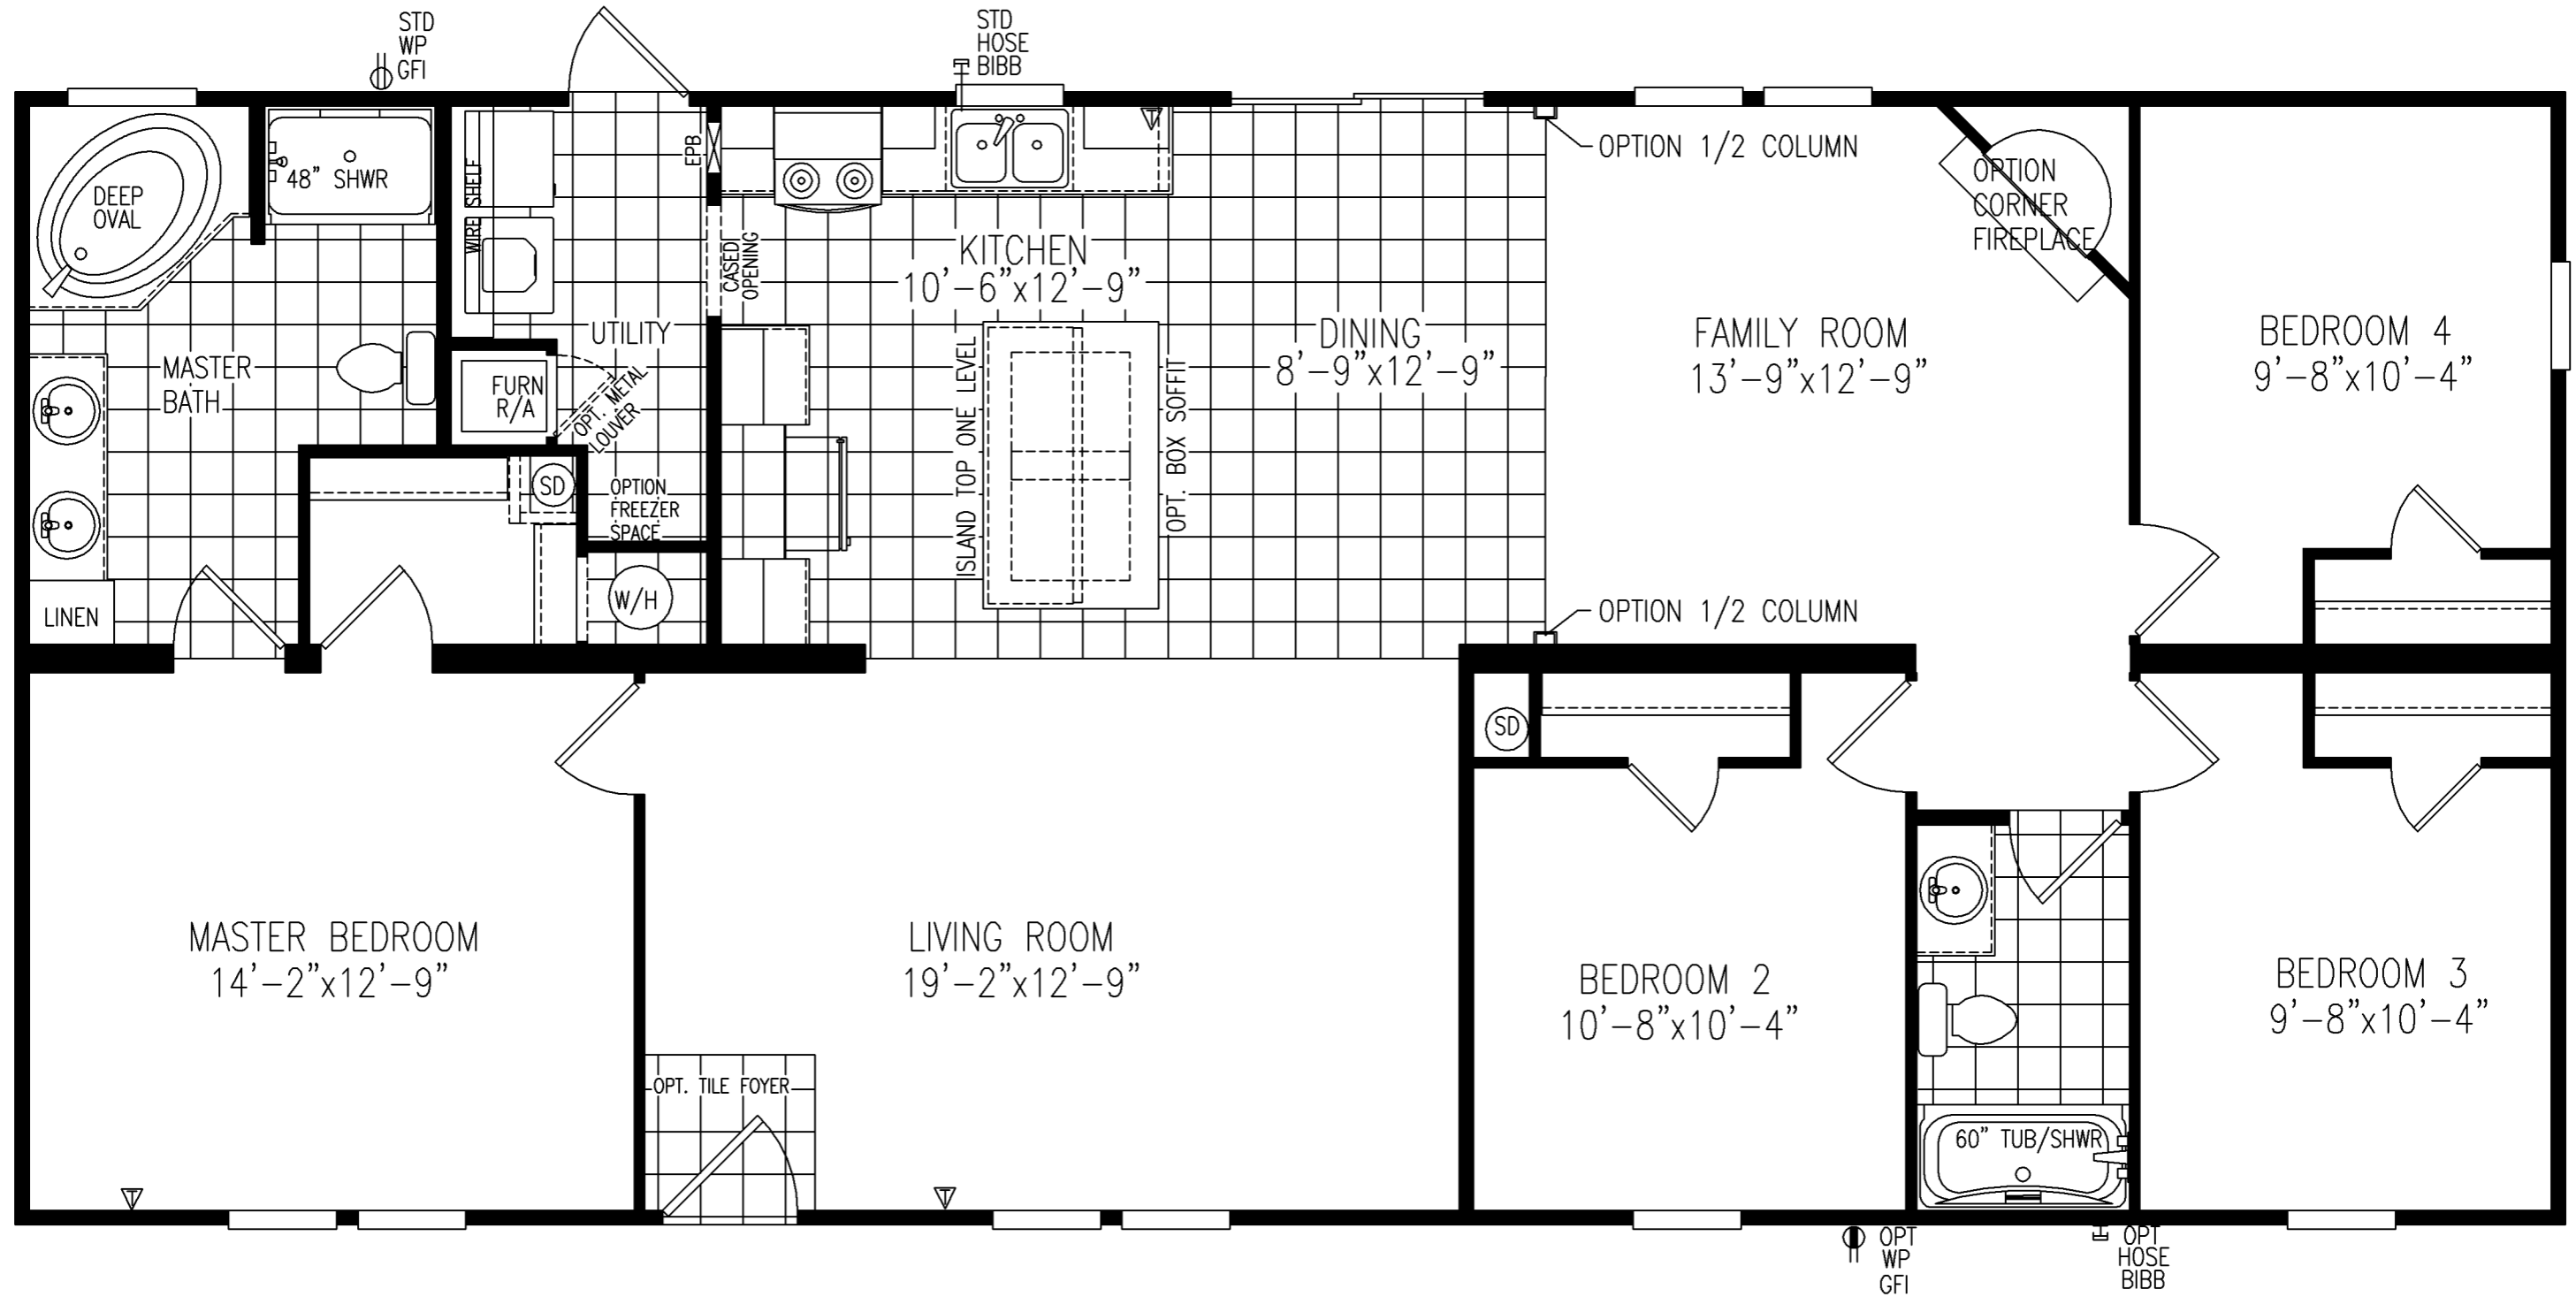 STD
WP
GFI
STD
HOSE
BIBB
DEEP
OVAL
48" SHWR
WIRE SHELF
EPB
CASED
OPENING
OPTION 1/2 COLUMN
OPTION
CORNER
FIREPLACE
KITCHEN
10'-6"x12'-9"
UTILITY
DINING
8'-9"x12'-9"
FAMILY ROOM
13'-9"x12'-9"
BEDROOM 4
9'-8"x10'-4"
MASTER
BATH
FURN
R/A
OPT. METAL
LOUVER
ISLAND TOP ONE LEVEL
OPT. BOX SOFFIT
SD
OPTION
FREEZER
SPACE
W/H
LINEN
OPTION 1/2 COLUMN
SD
MASTER BEDROOM
14'-2"x12'-9"
LIVING ROOM
19'-2"x12'-9"
BEDROOM 2
10'-8"x10'-4"
BEDROOM 3
9'-8"x10'-4"
OPT. TILE FOYER
60" TUB/SHWR
T
T
T
OPT
WP
GFI
OPT
HOSE
BIBB